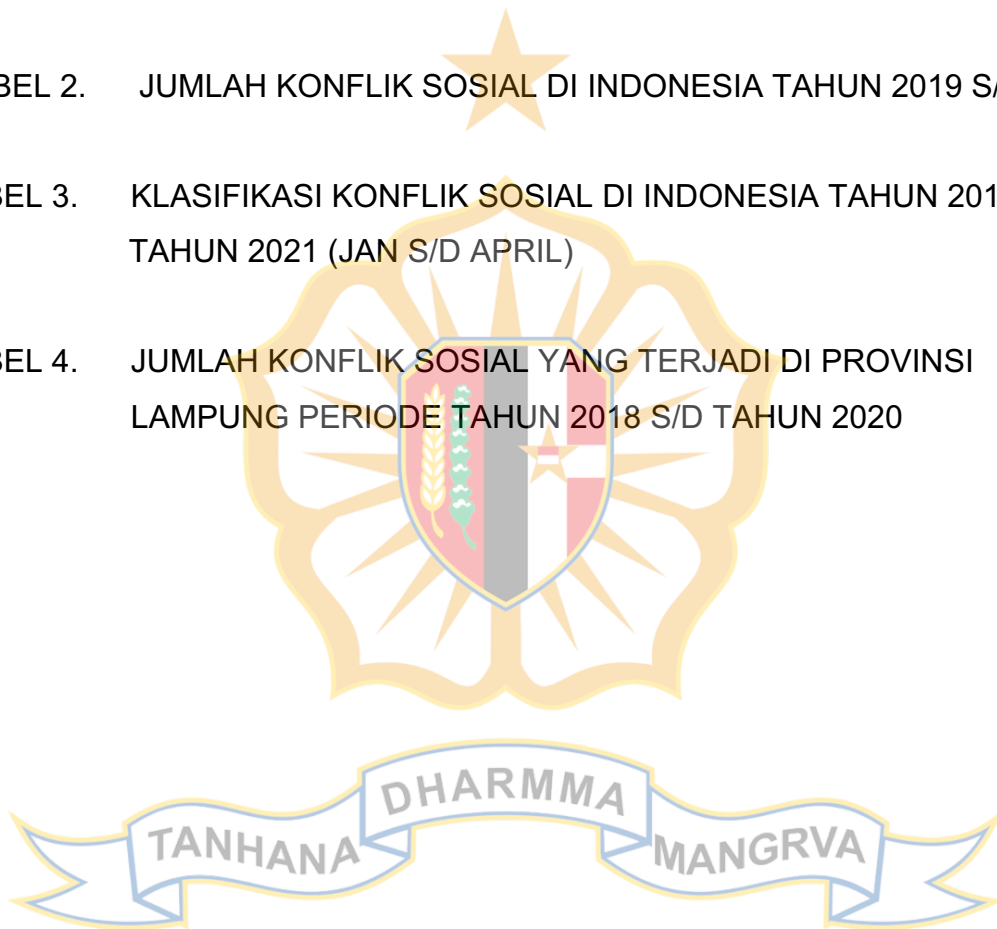 BEL 2. JUMLAH KONFLIK SOSIAL DI INDONESIA TAHUN 2019 S/
BEL 3. KLASIFIKASI KONFLIK SOSIAL DI INDONESIA TAHUN 201
TAHUN 2021 (JAN S/D APRIL)
BEL 4. JUMLAH KONFLIK SOSIAL YANG TERJADI DI PROVINSI
LAMPUNG PERIODE TAHUN 2018 S/D TAHUN 2020
TANHANA DHARMMA MANGRVA